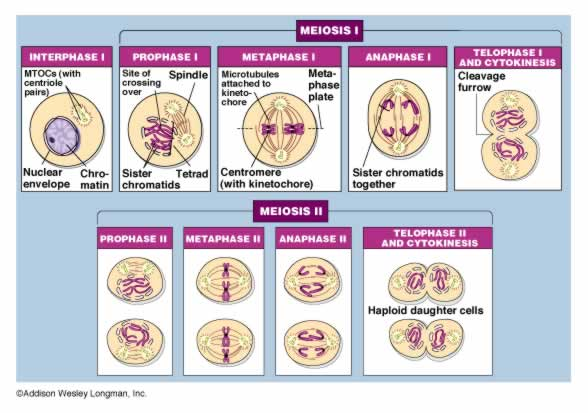 MEIOSIS I
INTERPHASE I
MTOCs (with
centriole
pairs)
Nuclear
envelope
Chro-
matin
PROPHASE I
Site of
crossing
over
Spindle
Sister
chromatids
Tetrad
METAPHASE I
Microtubules
attached to
kineto-
chore
Meta-
phase
plate
Centromere
(with kinetochore)
ANAPHASE I
Sister chromatids
together
TELOPHASE I
AND CYTOKINESIS
Cleavage
furrow
MEIOSIS II
PROPHASE II
METAPHASE II
ANAPHASE II
TELOPHASE II
AND CYTOKINESIS
Haploid daughter cells
©Addison Wesley Longman, Inc.